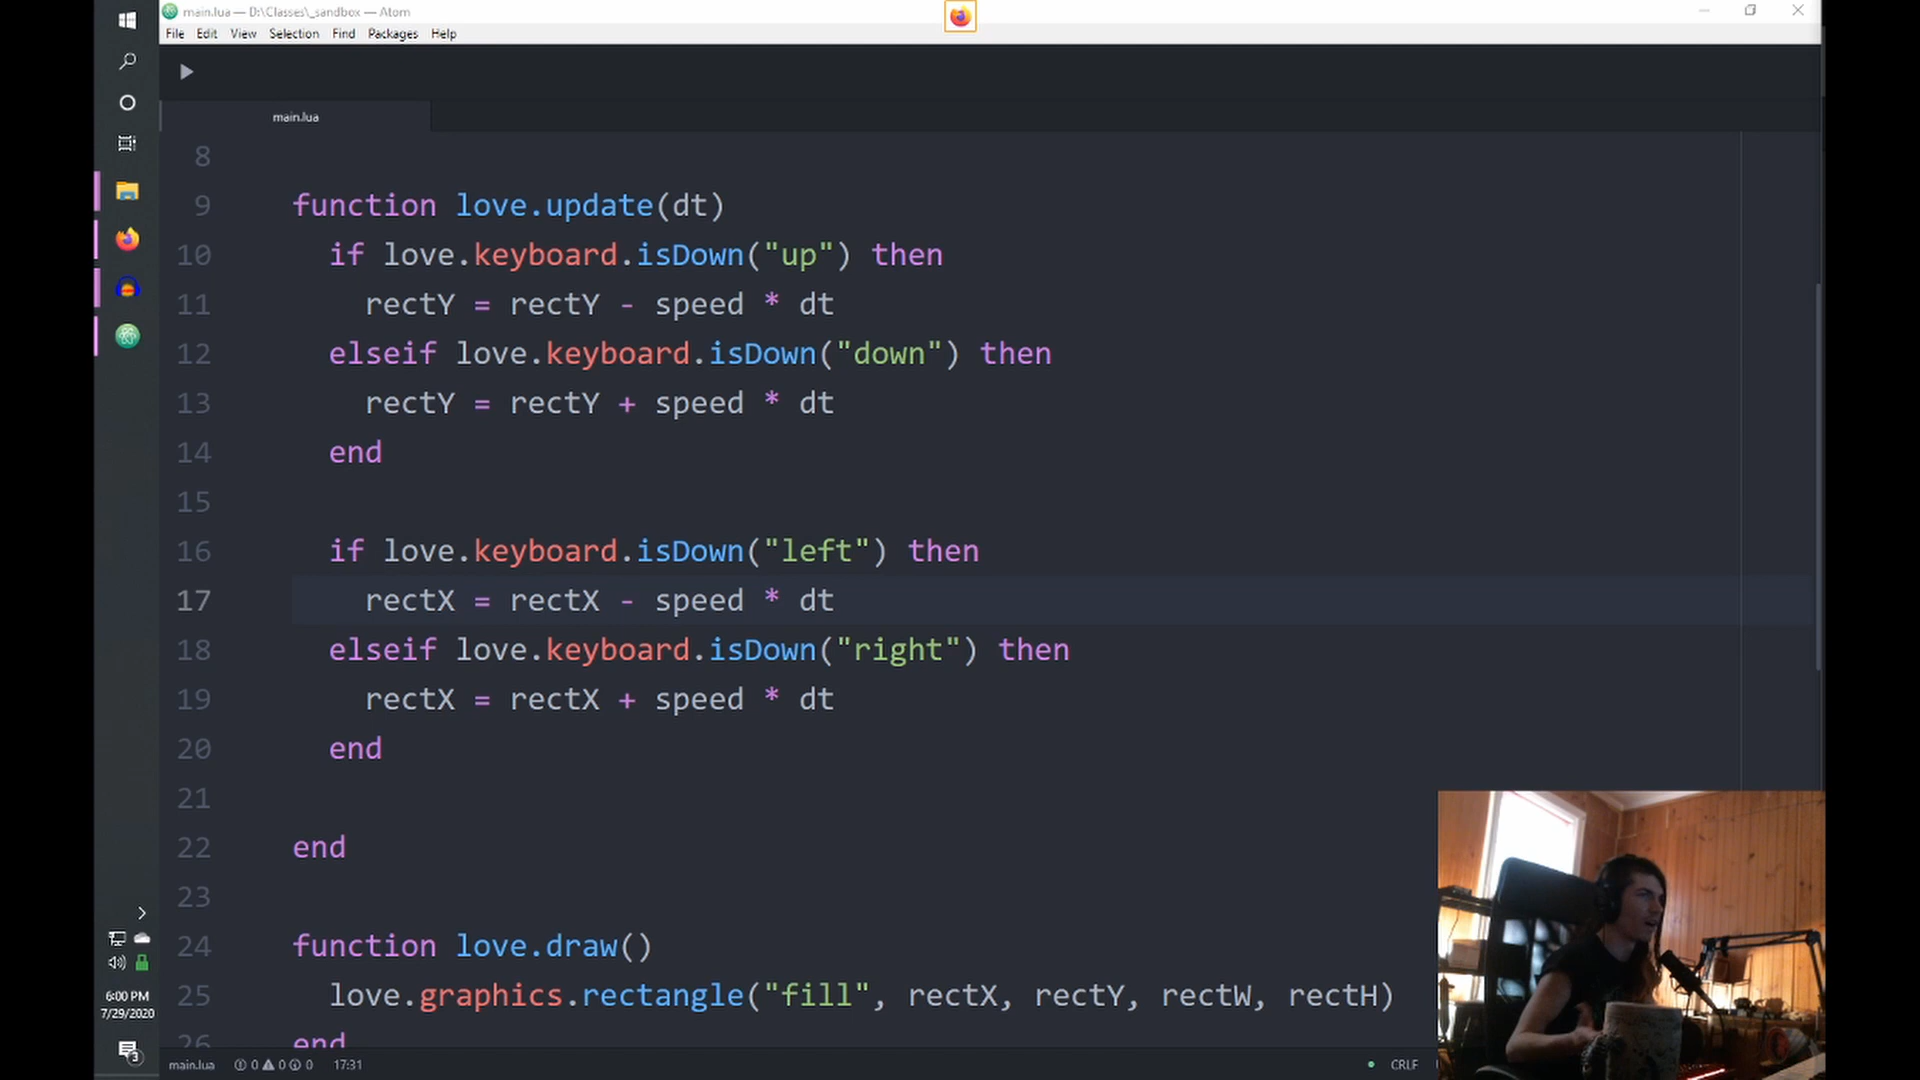 main.lua — D:\Classes\_sandbox — Atom
File Edit View Selection Find Packages Help
main.lua
8
9 function love.update(dt)
10 if love.keyboard.isDown("up") then
11 rectY = rectY - speed * dt
12 elseif love.keyboard.isDown("down") then
13 rectY = rectY + speed * dt
14 end
15
16 if love.keyboard.isDown("left") then
17 rectX = rectX - speed * dt
18 elseif love.keyboard.isDown("right") then
19 rectX = rectX + speed * dt
20 end
21
22 end
23
24 function love.draw()
25 love.graphics.rectangle("fill", rectX, rectY, rectW, rectH)
26 end
6:00 PM
7/29/2020
3
main.lua 0 0 0 17:31 CRLF